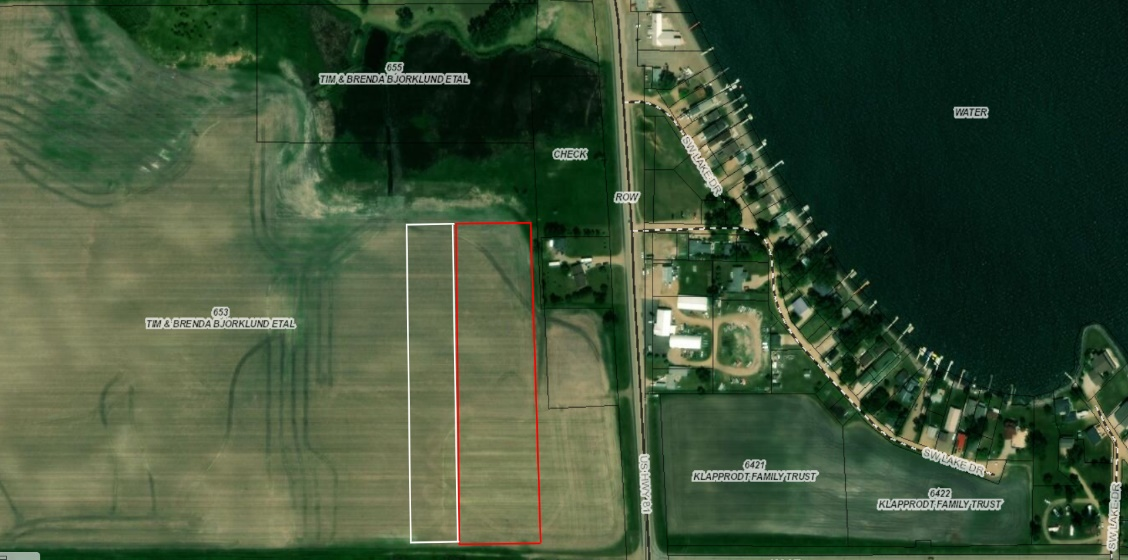 655
TIM & BRENDA BJORKLUND ETAL
WATER
CHECK
SW LAKE DR
ROW
653
TIM & BRENDA BJORKLUND ETAL
US HWY 81
6421
KLAPPRODT FAMILY TRUST
SW LAKE DR
6422
KLAPPRODT FAMILY TRUST
SW LAKE DR